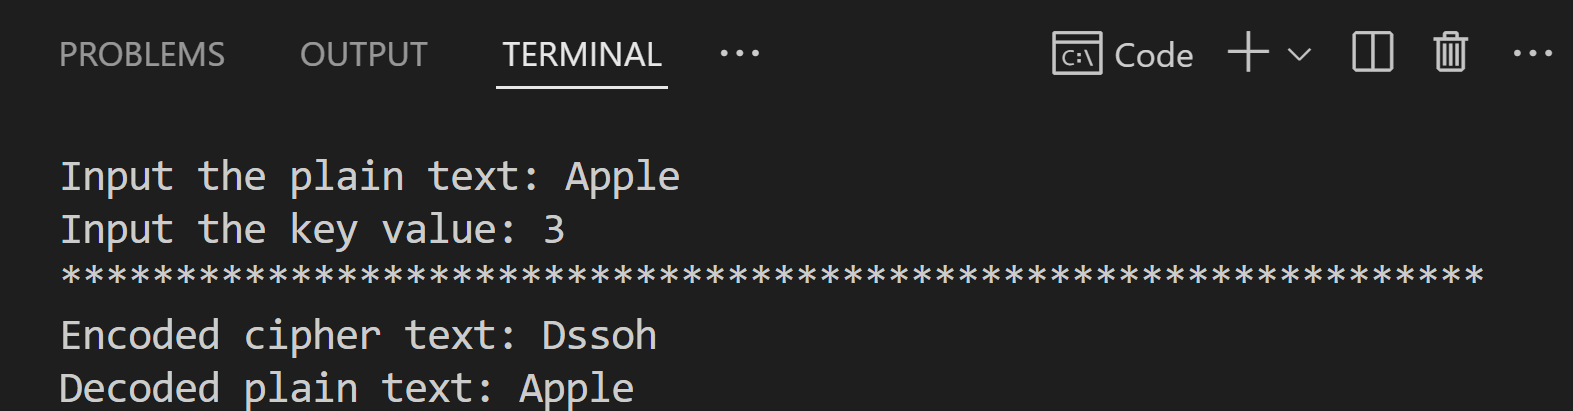 PROBLEMS OUTPUT TERMINAL ··· C:\ Code
Input the plain text: Apple
Input the key value: 3
**************************************************************
Encoded cipher text: Dssoh
Decoded plain text: Apple